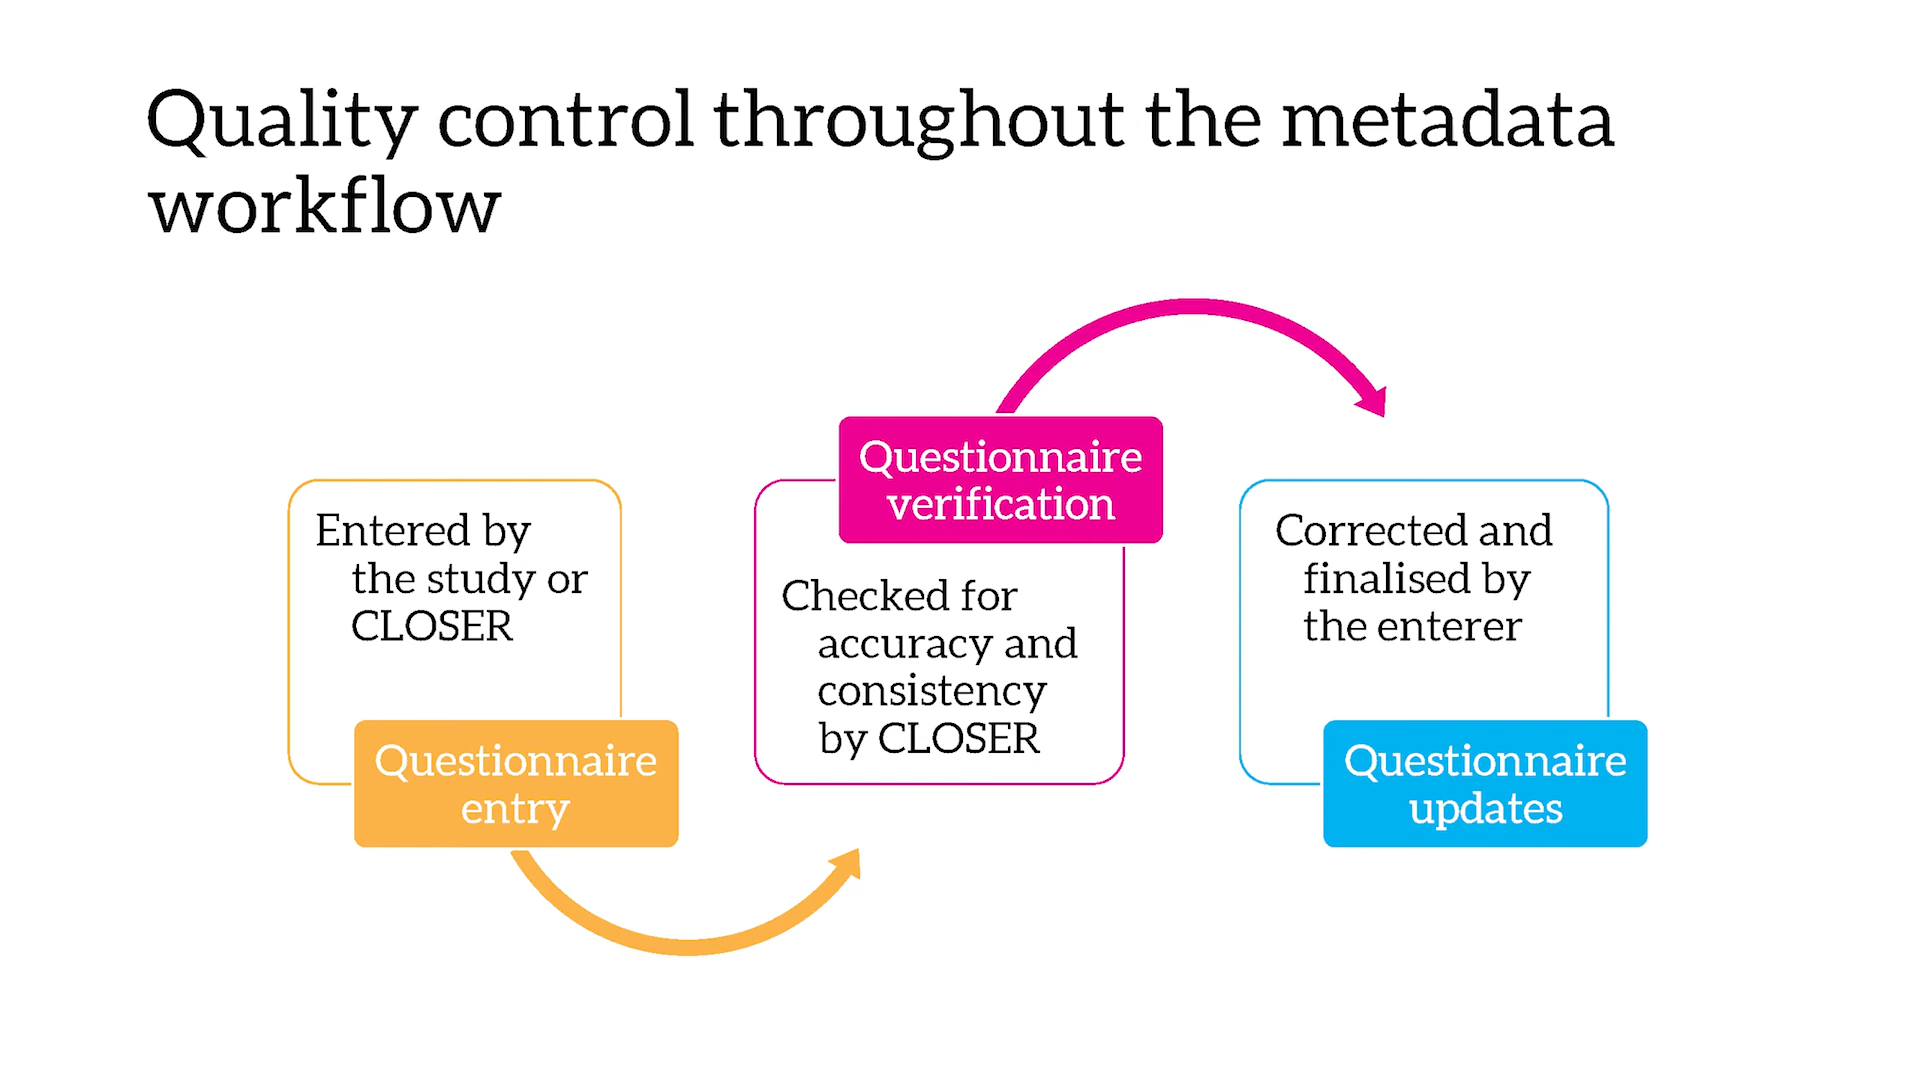 Quality control throughout the metadata
workflow
Entered by
the study or
CLOSER
Questionnaire
entry
Questionnaire
verification
Checked for
accuracy and
consistency
by CLOSER
Corrected and
finalised by
the enterer
Questionnaire
updates